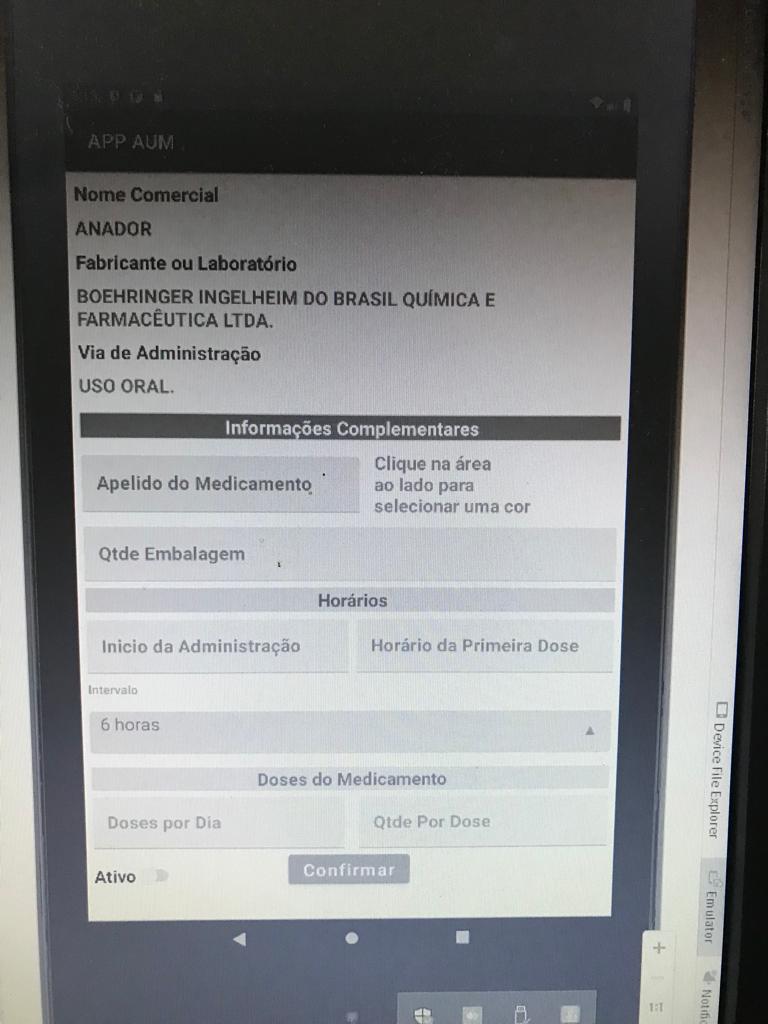 APP AUM
Nome Comercial
ANADOR
Fabricante ou Laboratório
BOEHRINGER INGELHEIM DO BRASIL QUÍMICA E
FARMACÊUTICA LTDA.
Via de Administração
USO ORAL.
Informações Complementares
Apelido do Medicamento
Clique na área
ao lado para
selecionar uma cor
Qtde Embalagem
Horários
Inicio da Administração
Horário da Primeira Dose
Intervalo
6 horas
Doses do Medicamento
Doses por Dia
Qtde Por Dose
Ativo
Confirmar
Device File Explorer
Emulator
1:1